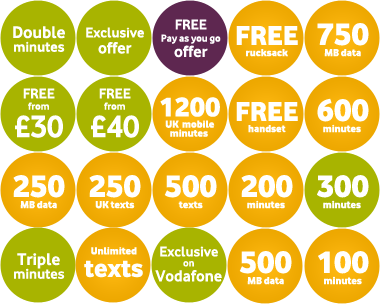 Double
minutes
Exclusive
offer
FREE
Pay as you go
offer
FREE
rucksack
750
MB data
FREE
from
£30
FREE
from
£40
1200
UK mobile
minutes
FREE
handset
600
minutes
250
MB data
250
UK texts
500
texts
200
minutes
300
minutes
Triple
minutes
Unlimited
texts
Exclusive
on
Vodafone
500
MB data
100
minutes